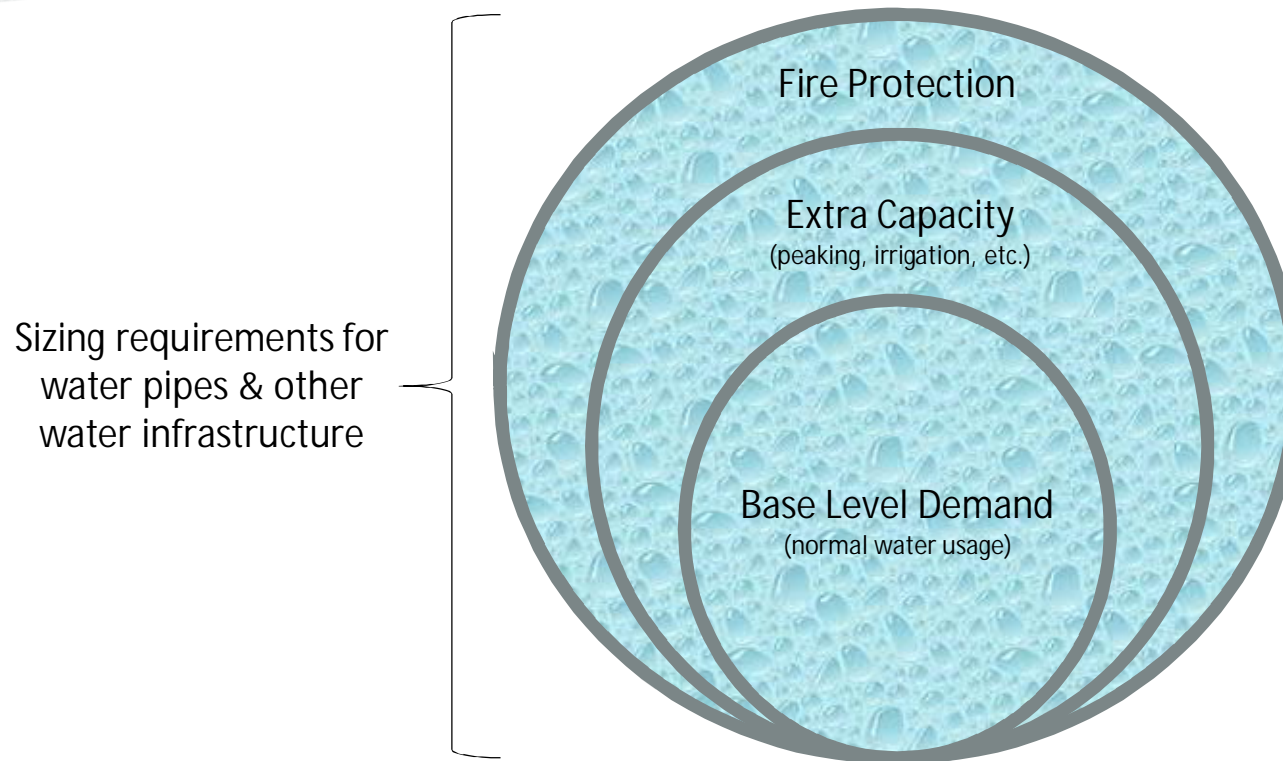 Fire Protection
Extra Capacity
(peaking, irrigation, etc.)
Sizing requirements for
water pipes & other
water infrastructure
Base Level Demand
(normal water usage)